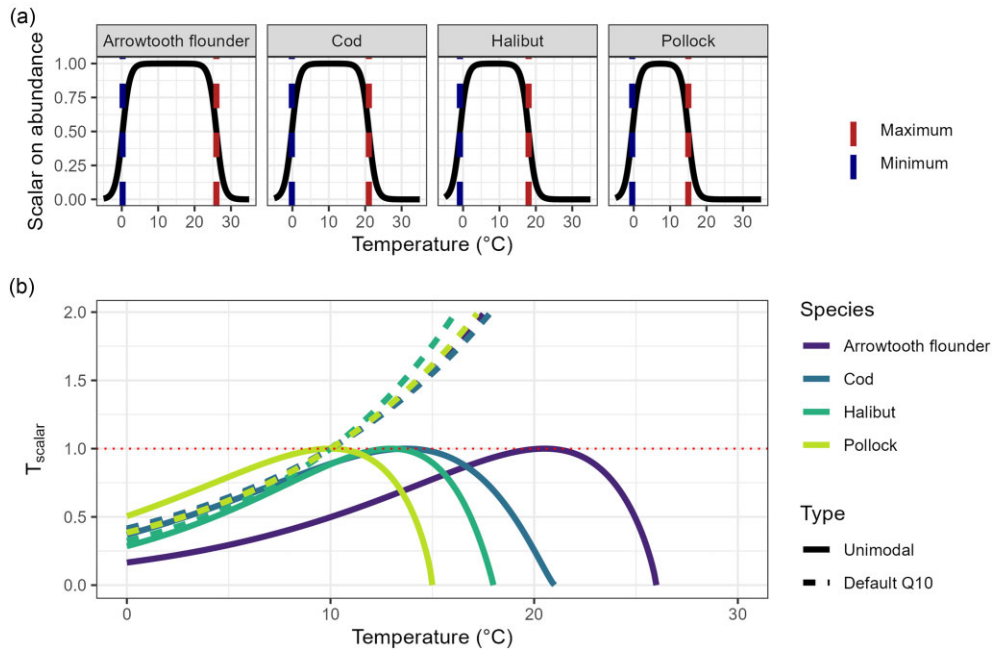 (a)
Arrowtooth flounder Cod Halibut Pollock
Scalar on abundance
1.00
0.75
0.50
0.25
0.00
0 10 20 30 0 10 20 30 0 10 20 30 0 10 20 30
Temperature (°C)
Maximum
Minimum
(b)
T scalar
2.0
1.5
1.0
0.5
0.0
0 10 20 30
Temperature (°C)
Species
Arrowtooth flounder
Cod
Halibut
Pollock
Type
Unimodal
Default Q10